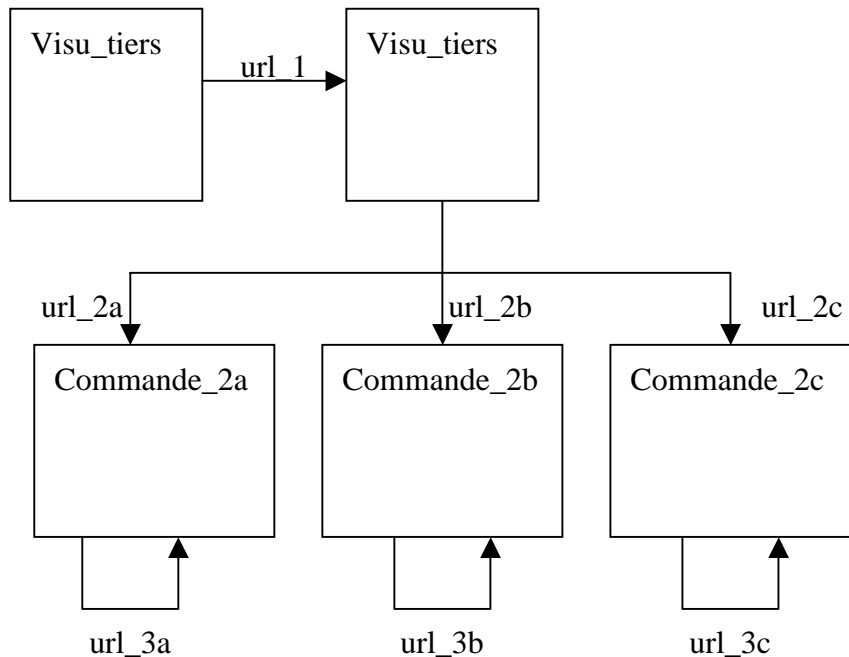 Visu_tiers
Visu_tiers
url_1
url_2a
url_2b
url_2c
Commande_2a
Commande_2b
Commande_2c
url_3a
url_3b
url_3c